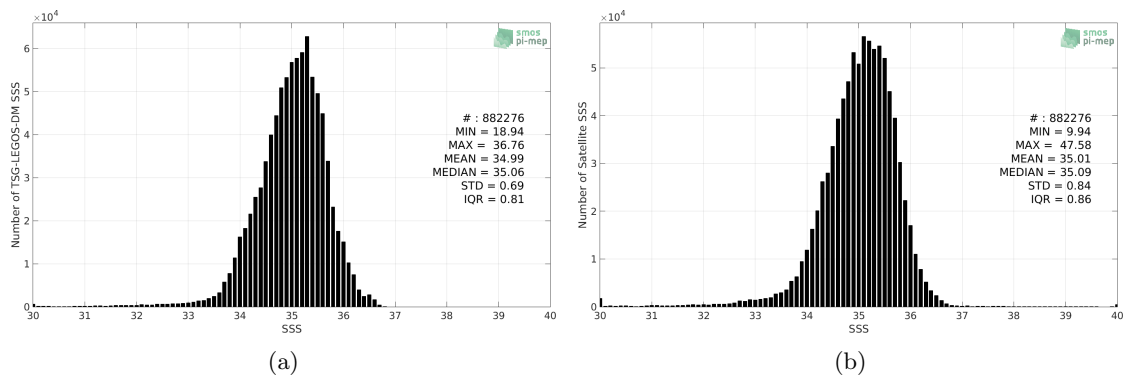 ×10⁴
smos
pi-mep
6
5
4
3
2
1
0
Number of TSG-LEGOS-DM SSS
# : 882276
MIN = 18.94
MAX = 36.76
MEAN = 34.99
MEDIAN = 35.06
STD = 0.69
IQR = 0.81
30 31 32 33 34 35 36 37 38 39 40
SSS
(a)
×10⁴
smos
pi-mep
5
4
3
2
1
0
Number of Satellite SSS
# : 882276
MIN = 9.94
MAX = 47.58
MEAN = 35.01
MEDIAN = 35.09
STD = 0.84
IQR = 0.86
30 31 32 33 34 35 36 37 38 39 40
SSS
(b)